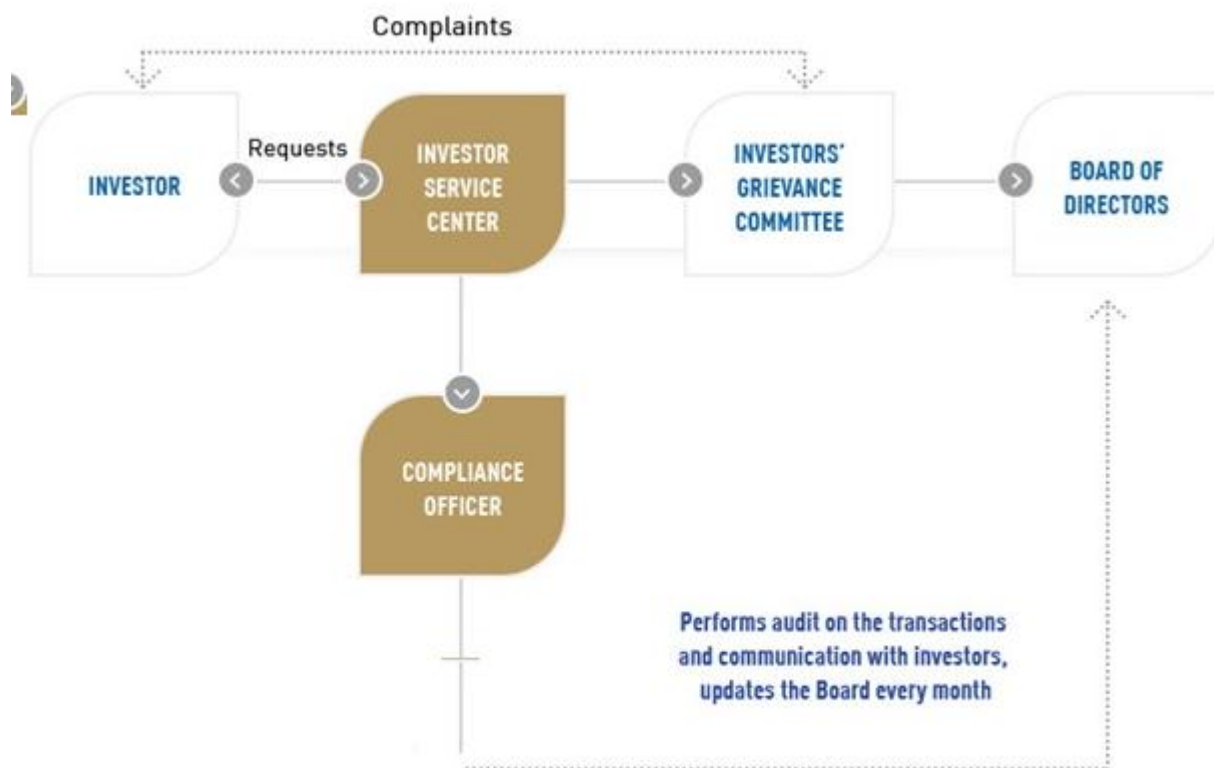 Complaints
INVESTOR
Requests
INVESTOR
SERVICE
CENTER
INVESTORS'
GRIEVANCE
COMMITTEE
BOARD OF
DIRECTORS
COMPLIANCE
OFFICER
Performs audit on the transactions
and communication with investors,
updates the Board every month